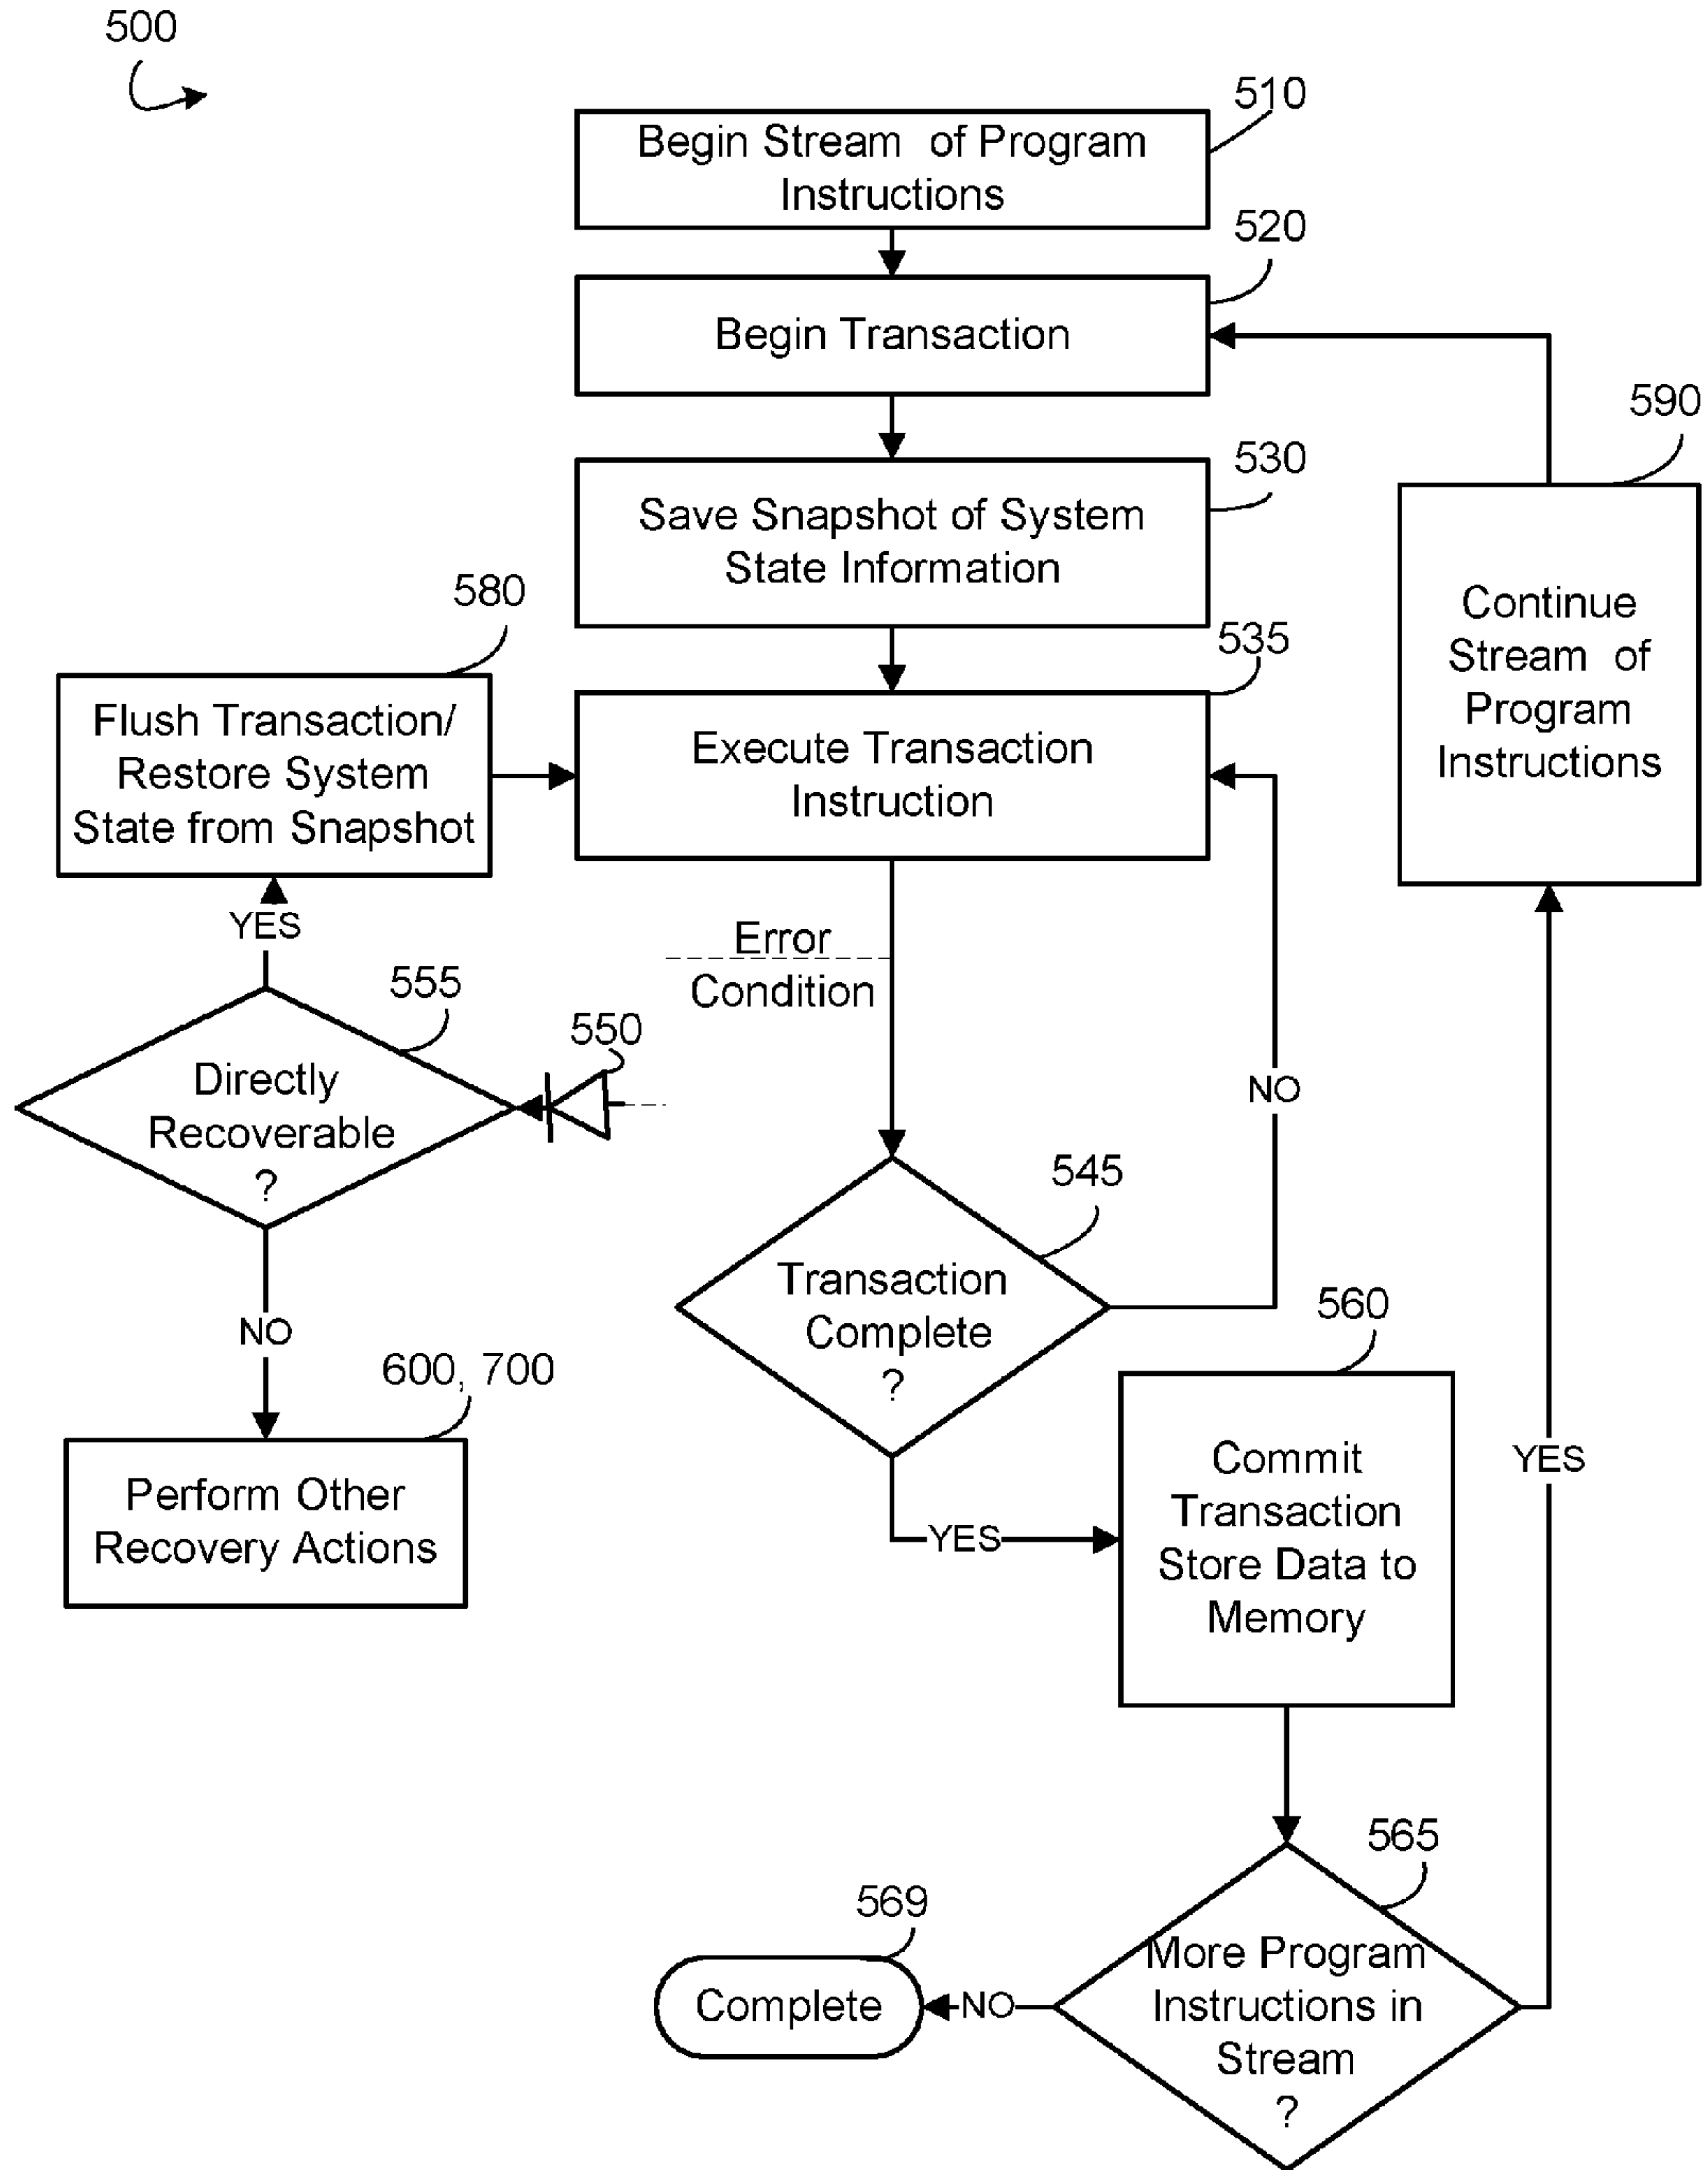 500
510
Begin Stream of Program
Instructions
520
Begin Transaction
590
530
Save Snapshot of System
State Information
580
535
Continue
Stream of
Program
Instructions
Flush Transaction/
Restore System
State from Snapshot
Execute Transaction
Instruction
YES
Error
Condition
555
550
Directly
Recoverable
?
NO
545
Transaction
Complete
?
NO
560
600, 700
Perform Other
Recovery Actions
YES
Commit
Transaction
Store Data to
Memory
YES
565
569
More Program
Instructions in
Stream
?
NO
Complete